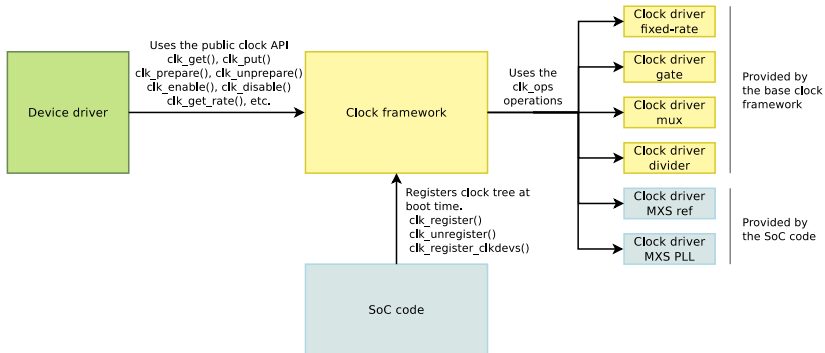 Device driver
Uses the public clock API
clk_get(), clk_put()
clk_prepare(), clk_unprepare()
clk_enable(), clk_disable()
clk_get_rate(), etc.
Clock framework
Uses the
clk_ops
operations
Clock driver
fixed-rate
Clock driver
gate
Clock driver
mux
Clock driver
divider
Clock driver
MXS ref
Clock driver
MXS PLL
Provided by
the base clock
framework
Provided by
the SoC code
Registers clock tree at
boot time.
clk_register()
clk_unregister()
clk_register_clkdevs()
SoC code